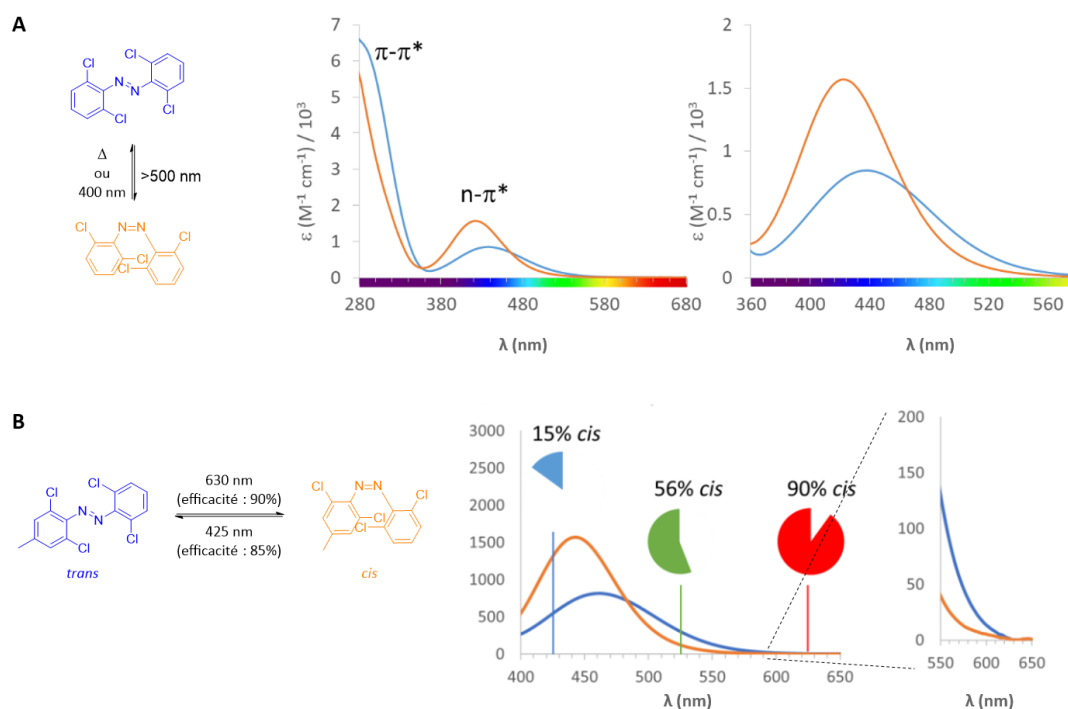 A
Cl
Cl
N=N
Cl
Cl
Δ
ou
400 nm
>500 nm
Cl
N=N
Cl
Cl
Cl
ε (M⁻¹ cm⁻¹) / 10³
7
6
5
4
3
2
1
0
π-π*
n-π*
280 380 480 580 680
λ (nm)
ε (M⁻¹ cm⁻¹) / 10³
2
1.5
1
0.5
0
360 400 440 480 520 560
λ (nm)
B
Cl
Cl
N=N
Cl
Cl
trans
630 nm
(efficacité : 90%)
425 nm
(efficacité : 85%)
Cl
N=N
Cl
Cl
Cl
cis
3000
2500
2000
1500
1000
500
0
15% cis
56% cis
90% cis
400 450 500 550 600 650
λ (nm)
200
150
100
50
0
550 600 650
λ (nm)